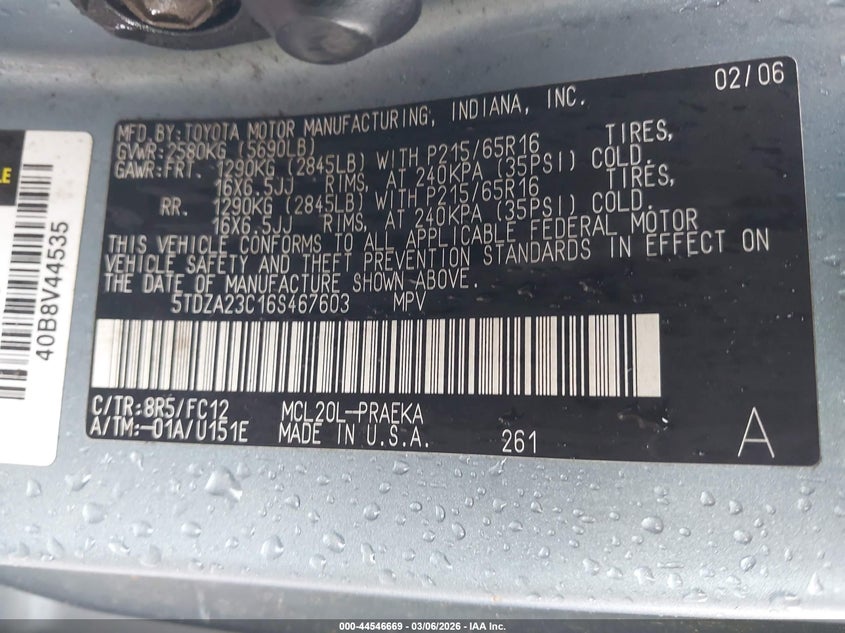 02/06
MFD.BY:TOYOTA MOTOR MANUFACTURING, INDIANA, INC.
GVWR:2580KG (5690LB)
GAWR:FRT. 1290KG (2845LB) WITH P215/65R16 TIRES,
16X6.5JJ RIMS, AT 240KPA (35PSI) COLD.
RR. 1290KG (2845LB) WITH P215/65R16 TIRES,
16X6.5JJ RIMS, AT 240KPA (35PSI) COLD.
THIS VEHICLE CONFORMS TO ALL APPLICABLE FEDERAL MOTOR
VEHICLE SAFETY AND THEFT PREVENTION STANDARDS IN EFFECT ON
THE DATE OF MANUFACTURE SHOWN ABOVE.
5TDZA23C16S467603 MPV
C/TR:8R5/FC12 MCL20L-PRAEKA
A/TM:-01A/U151E MADE IN U.S.A. 261 A
40B8V44535
000-44546669 - 03/06/2026 - IAA Inc.